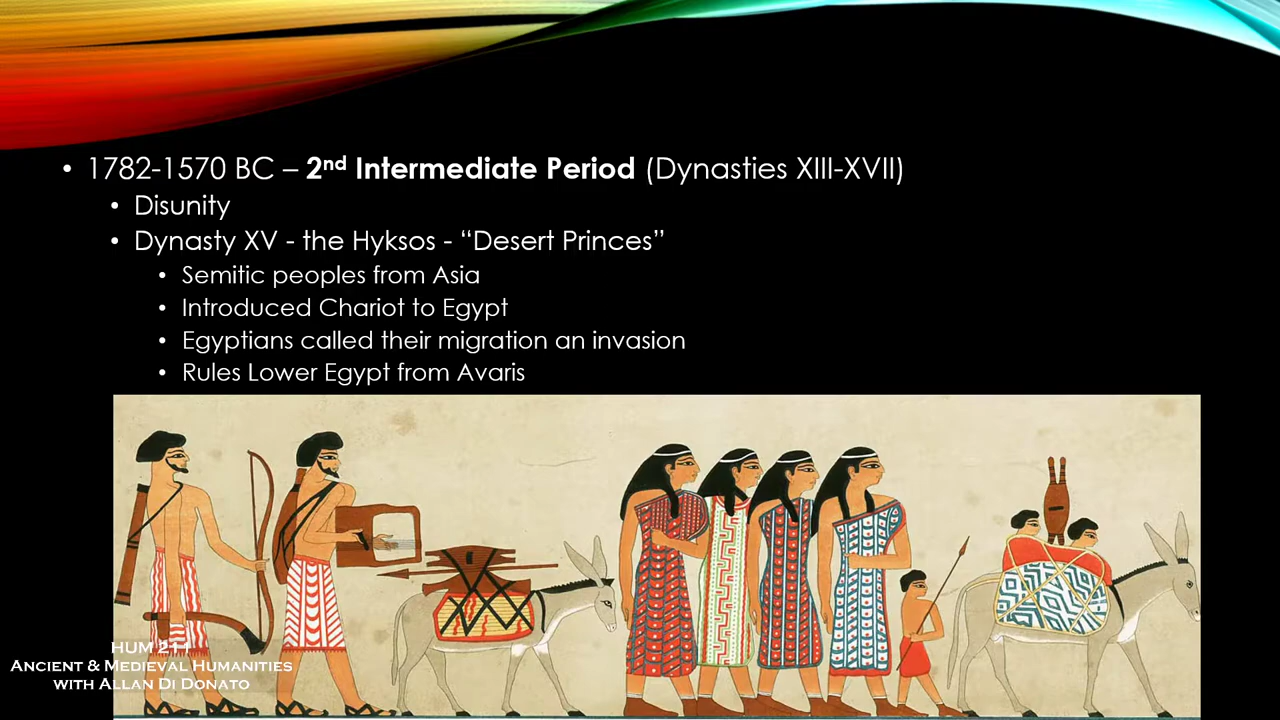 • 1782-1570 BC – 2nd Intermediate Period (Dynasties XIII-XVII)
• Disunity
• Dynasty XV - the Hyksos - “Desert Princes”
• Semitic peoples from Asia
• Introduced Chariot to Egypt
• Egyptians called their migration an invasion
• Rules Lower Egypt from Avaris
HUM 211
Ancient & Medieval Humanities
with Allan Di Donato